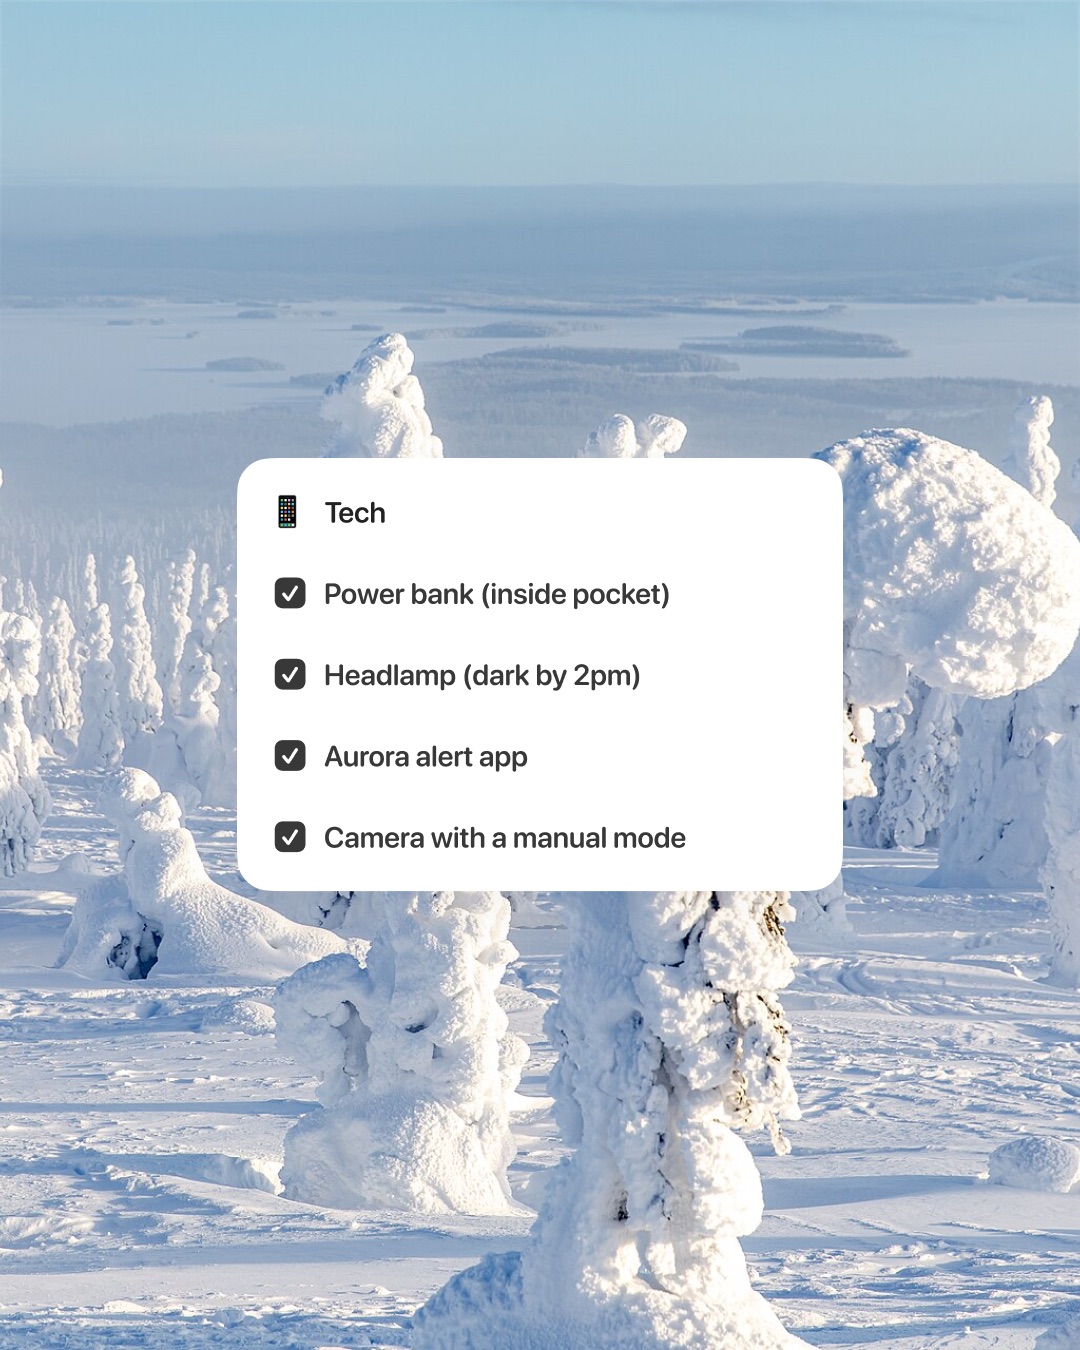 Tech
Power bank (inside pocket)
Headlamp (dark by 2pm)
Aurora alert app
Camera with a manual mode